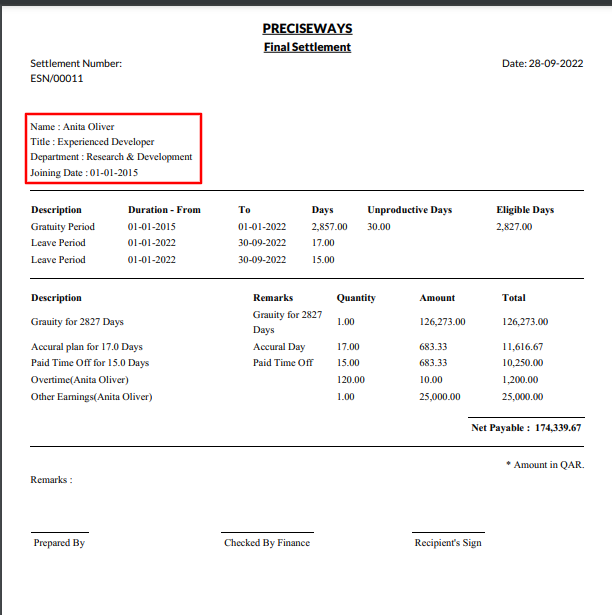 PRECISEWAYS
Final Settlement
Settlement Number: Date: 28-09-2022
ESN/00011
Name : Anita Oliver
Title : Experienced Developer
Department : Research & Development
Joining Date : 01-01-2015
Description Duration - From To Days Unproductive Days Eligible Days
Gratuity Period 01-01-2015 01-01-2022 2,857.00 30.00 2,827.00
Leave Period 01-01-2022 30-09-2022 17.00
Leave Period 01-01-2022 30-09-2022 15.00
Description Remarks Quantity Amount Total
Grauity for 2827 Days Grauity for 2827 Days 1.00 126,273.00 126,273.00
Accural plan for 17.0 Days Accural Day 17.00 683.33 11,616.67
Paid Time Off for 15.0 Days Paid Time Off 15.00 683.33 10,250.00
Overtime(Anita Oliver) 120.00 10.00 1,200.00
Other Earnings(Anita Oliver) 1.00 25,000.00 25,000.00
Net Payable : 174,339.67
* Amount in QAR.
Remarks :
Prepared By Checked By Finance Recipient's Sign